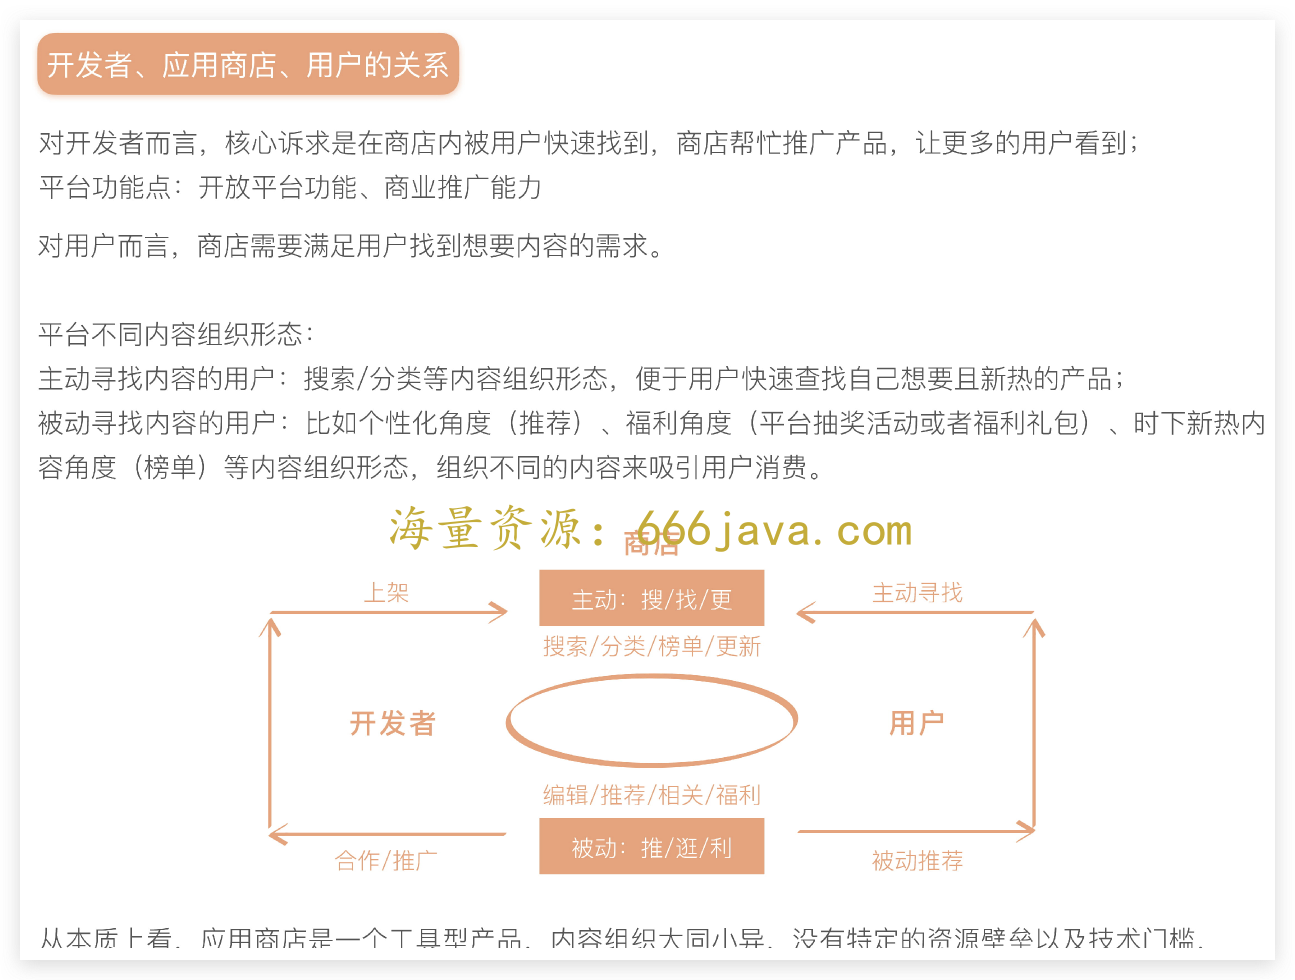 开发者、应用商店、用户的关系
对开发者而言，核心诉求是在商店内被用户快速找到，商店帮忙推广产品，让更多的用户看到；
平台功能点：开放平台功能、商业推广能力
对用户而言，商店需要满足用户找到想要内容的需求。
平台不同内容组织形态：
主动寻找内容的用户：搜索/分类等内容组织形态，便于用户快速查找自己想要且新热的产品；
被动寻找内容的用户：比如个性化角度（推荐）、福利角度（平台抽奖活动或者福利礼包）、时下新热内
容角度（榜单）等内容组织形态，组织不同的内容来吸引用户消费。
海量资源：666java.com
商店
上架
主动：搜/找/更
主动寻找
搜索/分类/榜单/更新
开发者
用户
编辑/推荐/相关/福利
合作/推广
被动：推/逛/利
被动推荐
从本质上看，应用商店是一个工具型产品，内容组织大同小异，没有特定的资源壁垒以及技术门槛，